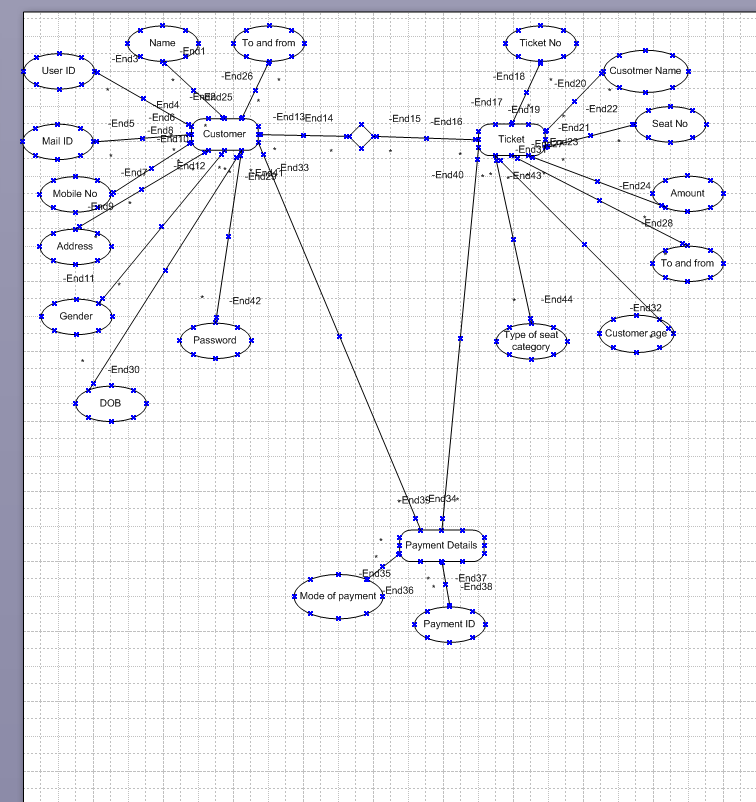 Name
-End1
To and from
Ticket No
-End3
User ID
-End26
-End18
-End20
Cusotmer Name
-End4
-End25
-End17
-End19
-End22
-End5
-End6
-End13
-End14
-End15
-End16
Seat No
-End8
Customer
Ticket
-End21
-End23
Mail ID
-End7
-End12
-End33
-End40
-End43
-End24
Mobile No
-End9
Amount
-End28
Address
To and from
-End11
-End42
-End44
-End32
Gender
Password
Type of seat
category
Customer age
-End30
DOB
-End39
-End34
Payment Details
-End35
-End37
Mode of payment
-End36
-End38
Payment ID